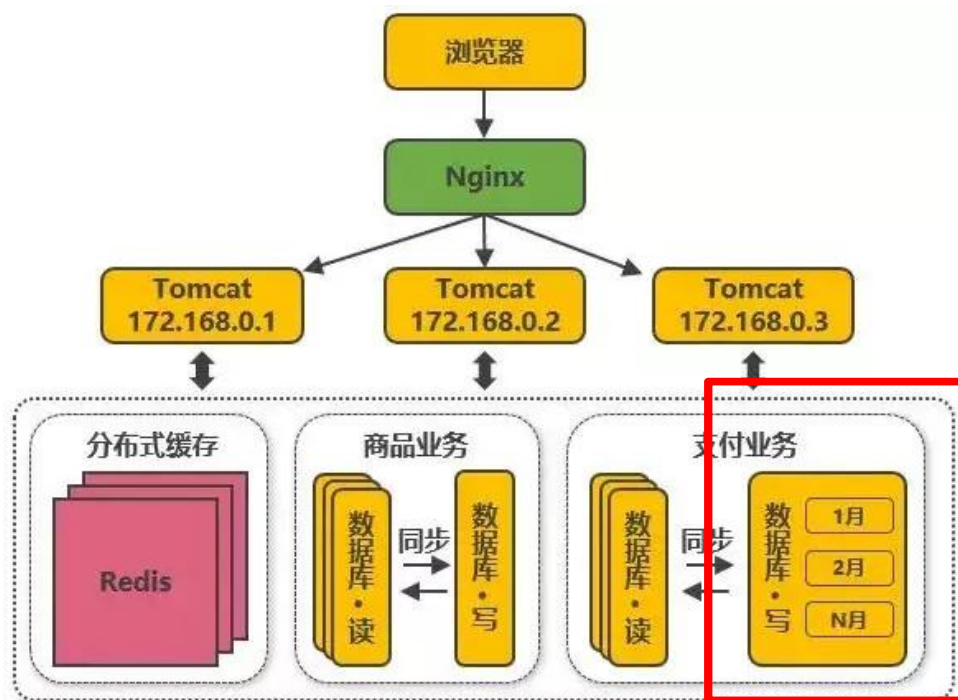 浏览器
Nginx
Tomcat
172.168.0.1
Tomcat
172.168.0.2
Tomcat
172.168.0.3
分布式缓存
商品业务
支付业务
Redis
数据库·读
同步
数据库·写
数据库·读
同步
数据库·写
1月
2月
N月